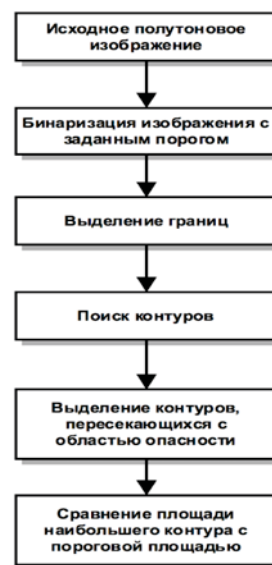 Исходное полутоновое
изображение
Бинаризация изображения с
заданным порогом
Выделение границ
Поиск контуров
Выделение контуров,
пересекающихся с
областью опасности
Сравнение площади
наибольшего контура с
пороговой площадью